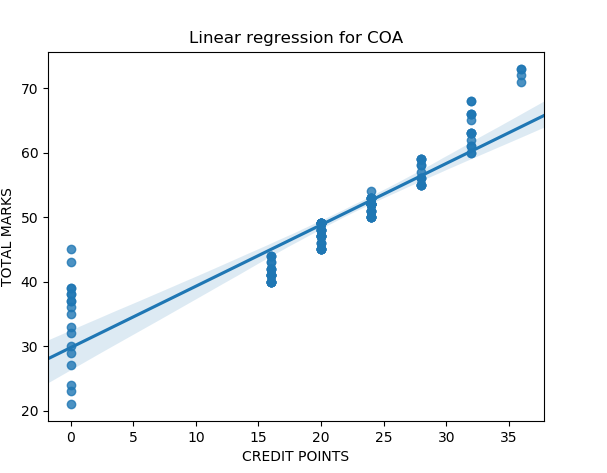 Linear regression for COA
TOTAL MARKS
70
60
50
40
30
20
0 5 10 15 20 25 30 35
CREDIT POINTS